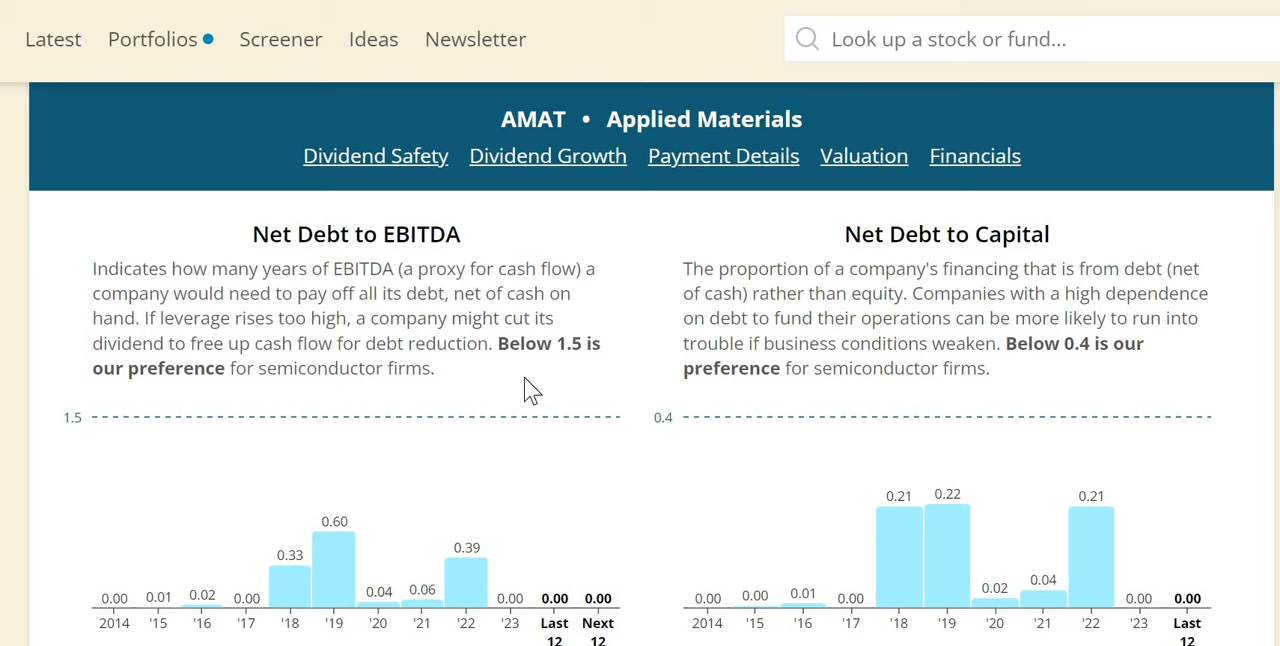 Latest Portfolios Screener Ideas Newsletter Look up a stock or fund...
AMAT • Applied Materials
Dividend Safety Dividend Growth Payment Details Valuation Financials
Net Debt to EBITDA
Indicates how many years of EBITDA (a proxy for cash flow) a
company would need to pay off all its debt, net of cash on
hand. If leverage rises too high, a company might cut its
dividend to free up cash flow for debt reduction. Below 1.5 is
our preference for semiconductor firms.
1.5
0.00 0.01 0.02 0.00 0.33 0.60 0.04 0.06 0.39 0.00 0.00 0.00
2014 '15 '16 '17 '18 '19 '20 '21 '22 '23 Last Next
12 12
Net Debt to Capital
The proportion of a company's financing that is from debt (net
of cash) rather than equity. Companies with a high dependence
on debt to fund their operations can be more likely to run into
trouble if business conditions weaken. Below 0.4 is our
preference for semiconductor firms.
0.4
0.00 0.00 0.01 0.00 0.21 0.22 0.02 0.04 0.21 0.00 0.00
2014 '15 '16 '17 '18 '19 '20 '21 '22 '23 Last
12